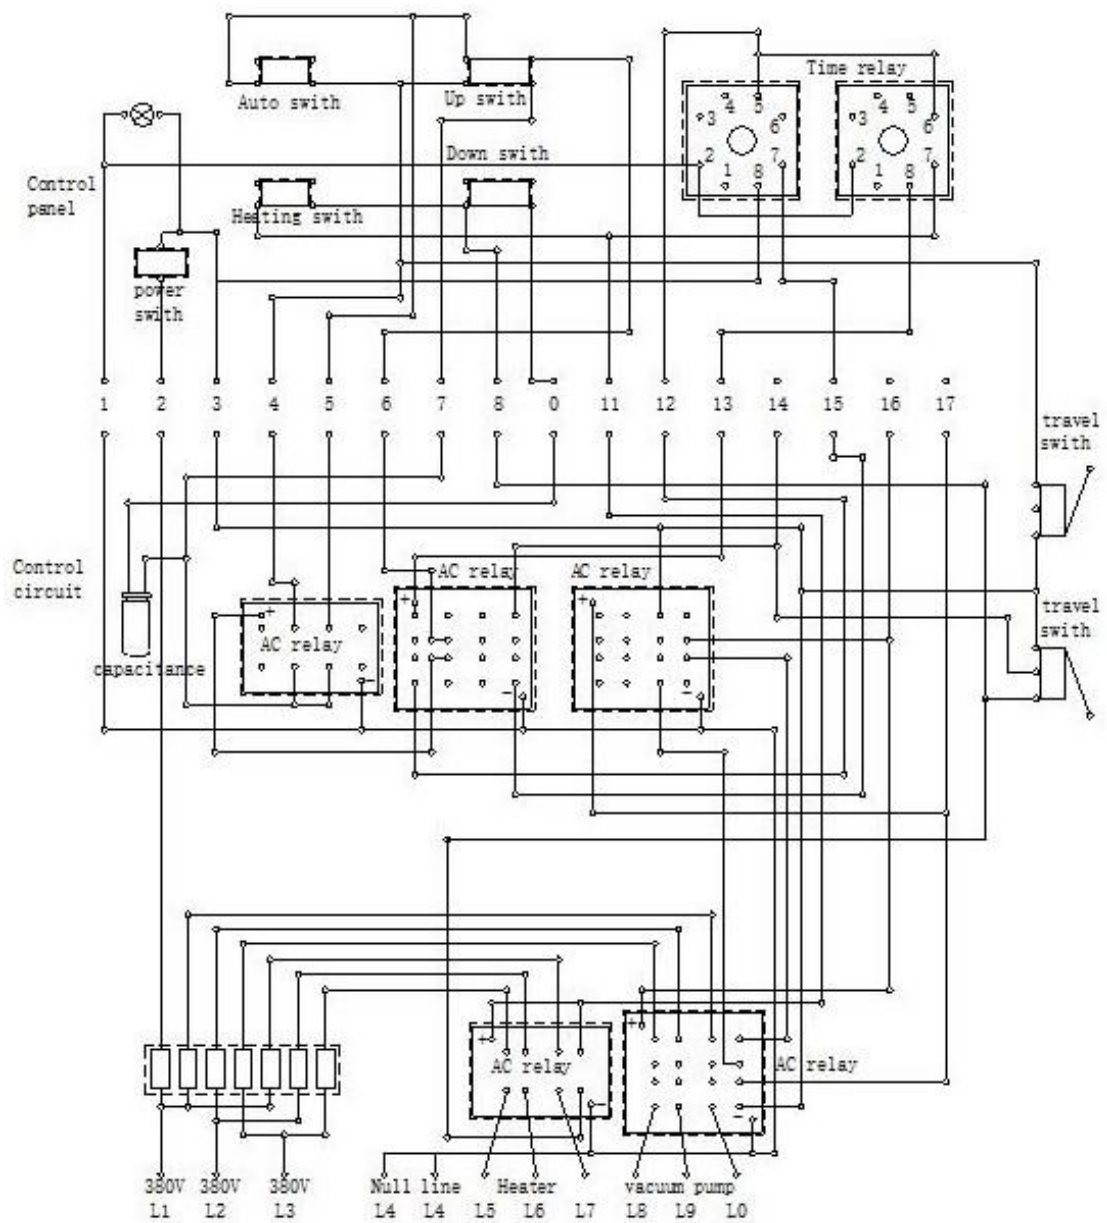 Time relay
Auto swith
Up swith
4 5
3 6
2 7
1 8
4 5
3 6
2 7
1 8
Down swith
Control
panel
Heating swith
power
swith
1 2 3 4 5 6 7 8 0 11 12 13 14 15 16 17
travel
swith
Control
circuit
AC relay
AC relay
+
+
+
AC relay
-
-
-
capacitance
travel
swith
+
+
AC relay
AC relay
-
-
380V 380V 380V Null line Heater vacuum pump
L1 L2 L3 L4 L4 L5 L6 L7 L8 L9 L0